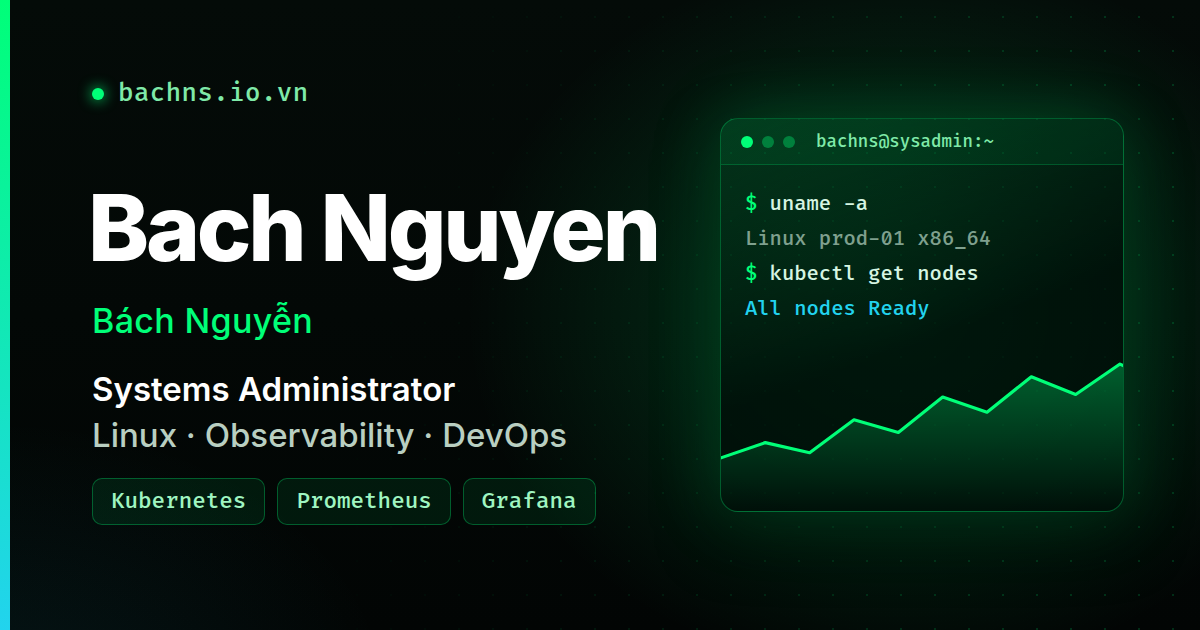 bachns.io.vn
Bach Nguyen
Bách Nguyễn
Systems Administrator
Linux · Observability · DevOps
Kubernetes
Prometheus
Grafana
bachns@sysadmin:~
$ uname -a
Linux prod-01 x86_64
$ kubectl get nodes
All nodes Ready